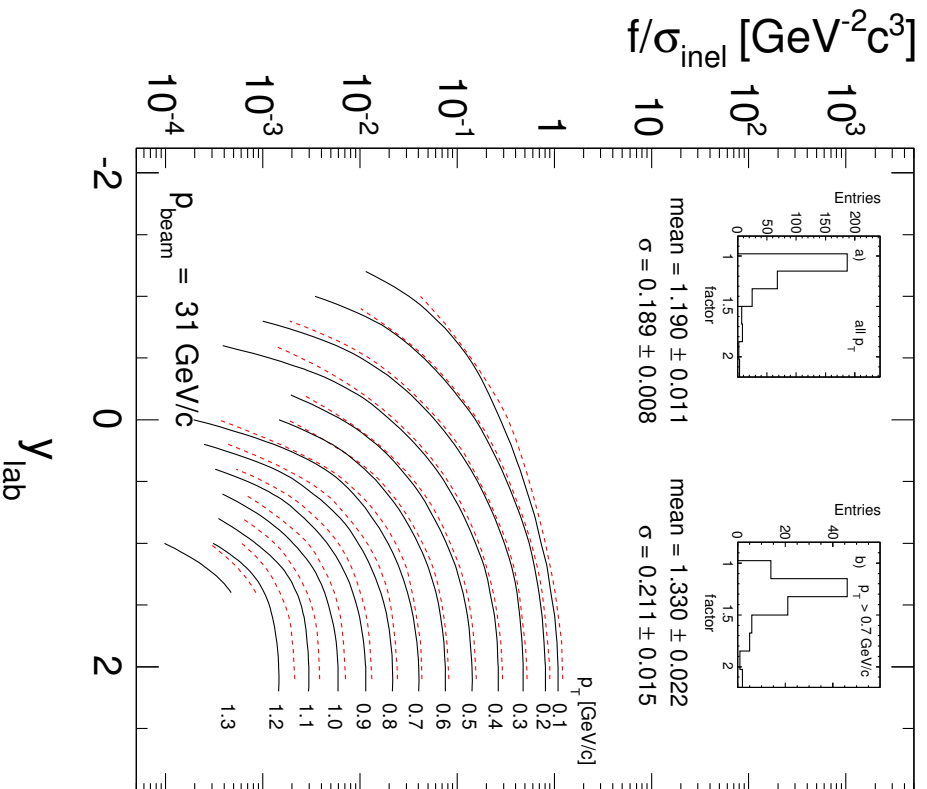 f/σinel [GeV-2c3]
10³
10²
10
1
10-1
10-2
10-3
10-4
-2
0
2
ylab
pbeam = 31 GeV/c
Entries
200
150
100
50
0
a)
all pT
1
1.5
2
factor
mean = 1.190 ± 0.011
σ = 0.189 ± 0.008
Entries
40
20
0
b)
pT > 0.7 GeV/c
1
1.5
2
factor
mean = 1.330 ± 0.022
σ = 0.211 ± 0.015
pT [GeV/c]
0.1
0.2
0.3
0.4
0.5
0.6
0.7
0.8
0.9
1.0
1.1
1.2
1.3